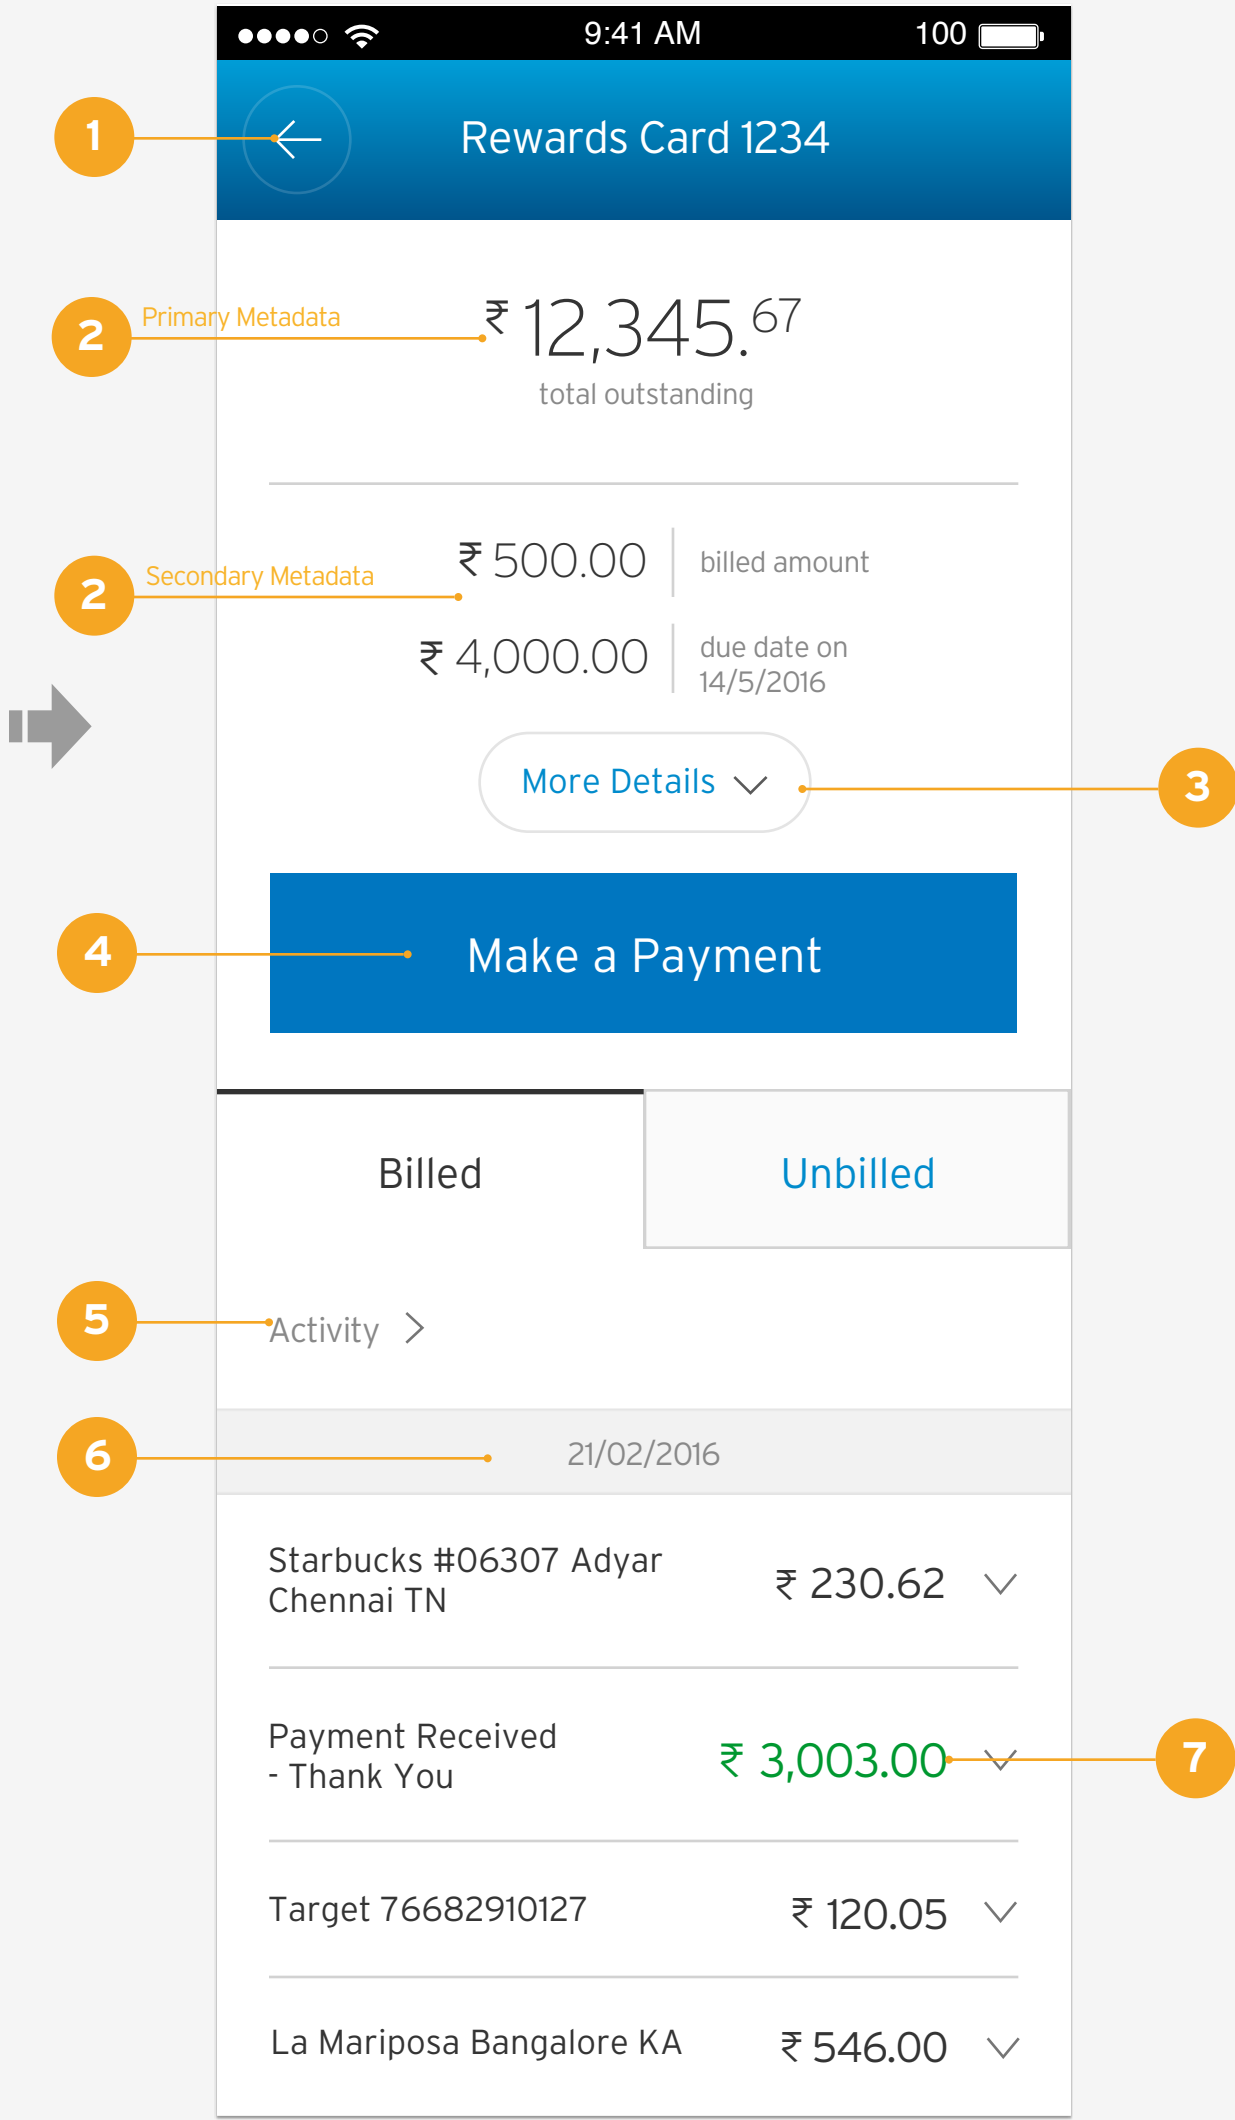 9:41 AM 100
1 Rewards Card 1234
2 Primary Metadata ₹ 12,345.67
total outstanding
2 Secondary Metadata ₹ 500.00 billed amount
₹ 4,000.00 due date on
14/5/2016
More Details 3
4 Make a Payment
Billed Unbilled
5 Activity
6 21/02/2016
Starbucks #06307 Adyar
Chennai TN ₹ 230.62
Payment Received
- Thank You ₹ 3,003.00 7
Target 76682910127 ₹ 120.05
La Mariposa Bangalore KA ₹ 546.00